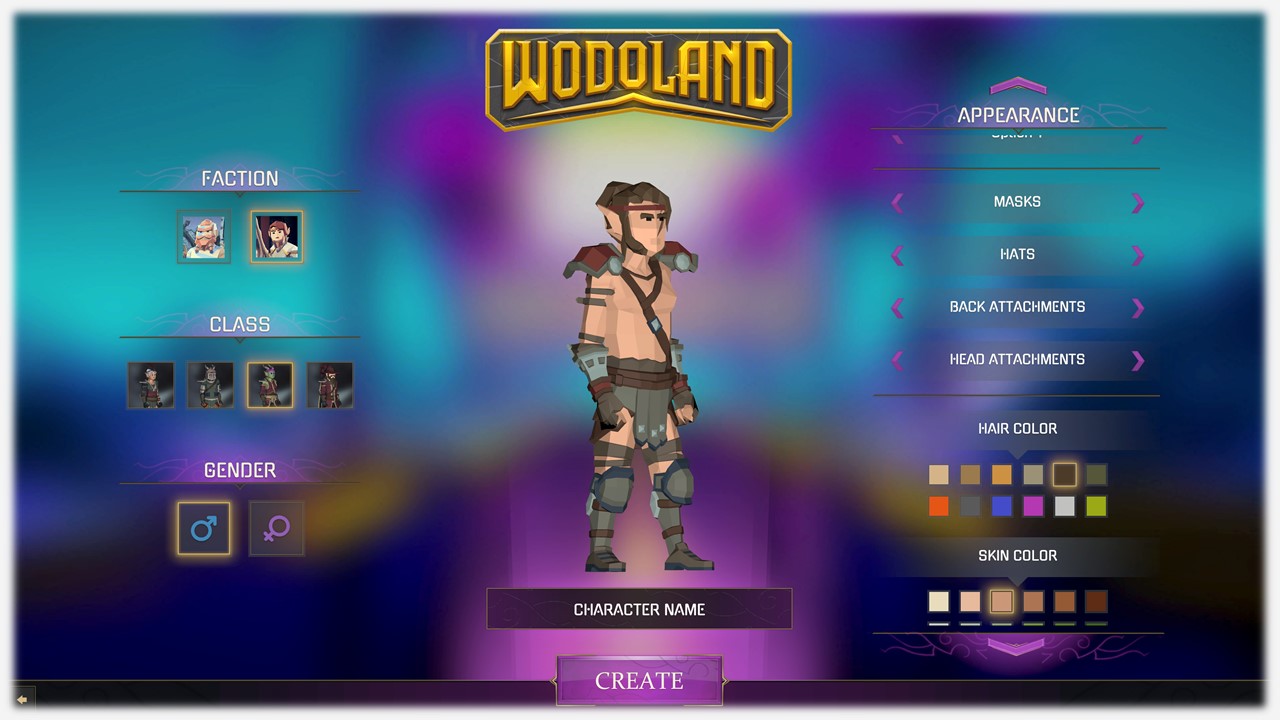 WODOLAND
FACTION
CLASS
GENDER
CHARACTER NAME
CREATE
APPEARANCE
MASKS
HATS
BACK ATTACHMENTS
HEAD ATTACHMENTS
HAIR COLOR
SKIN COLOR